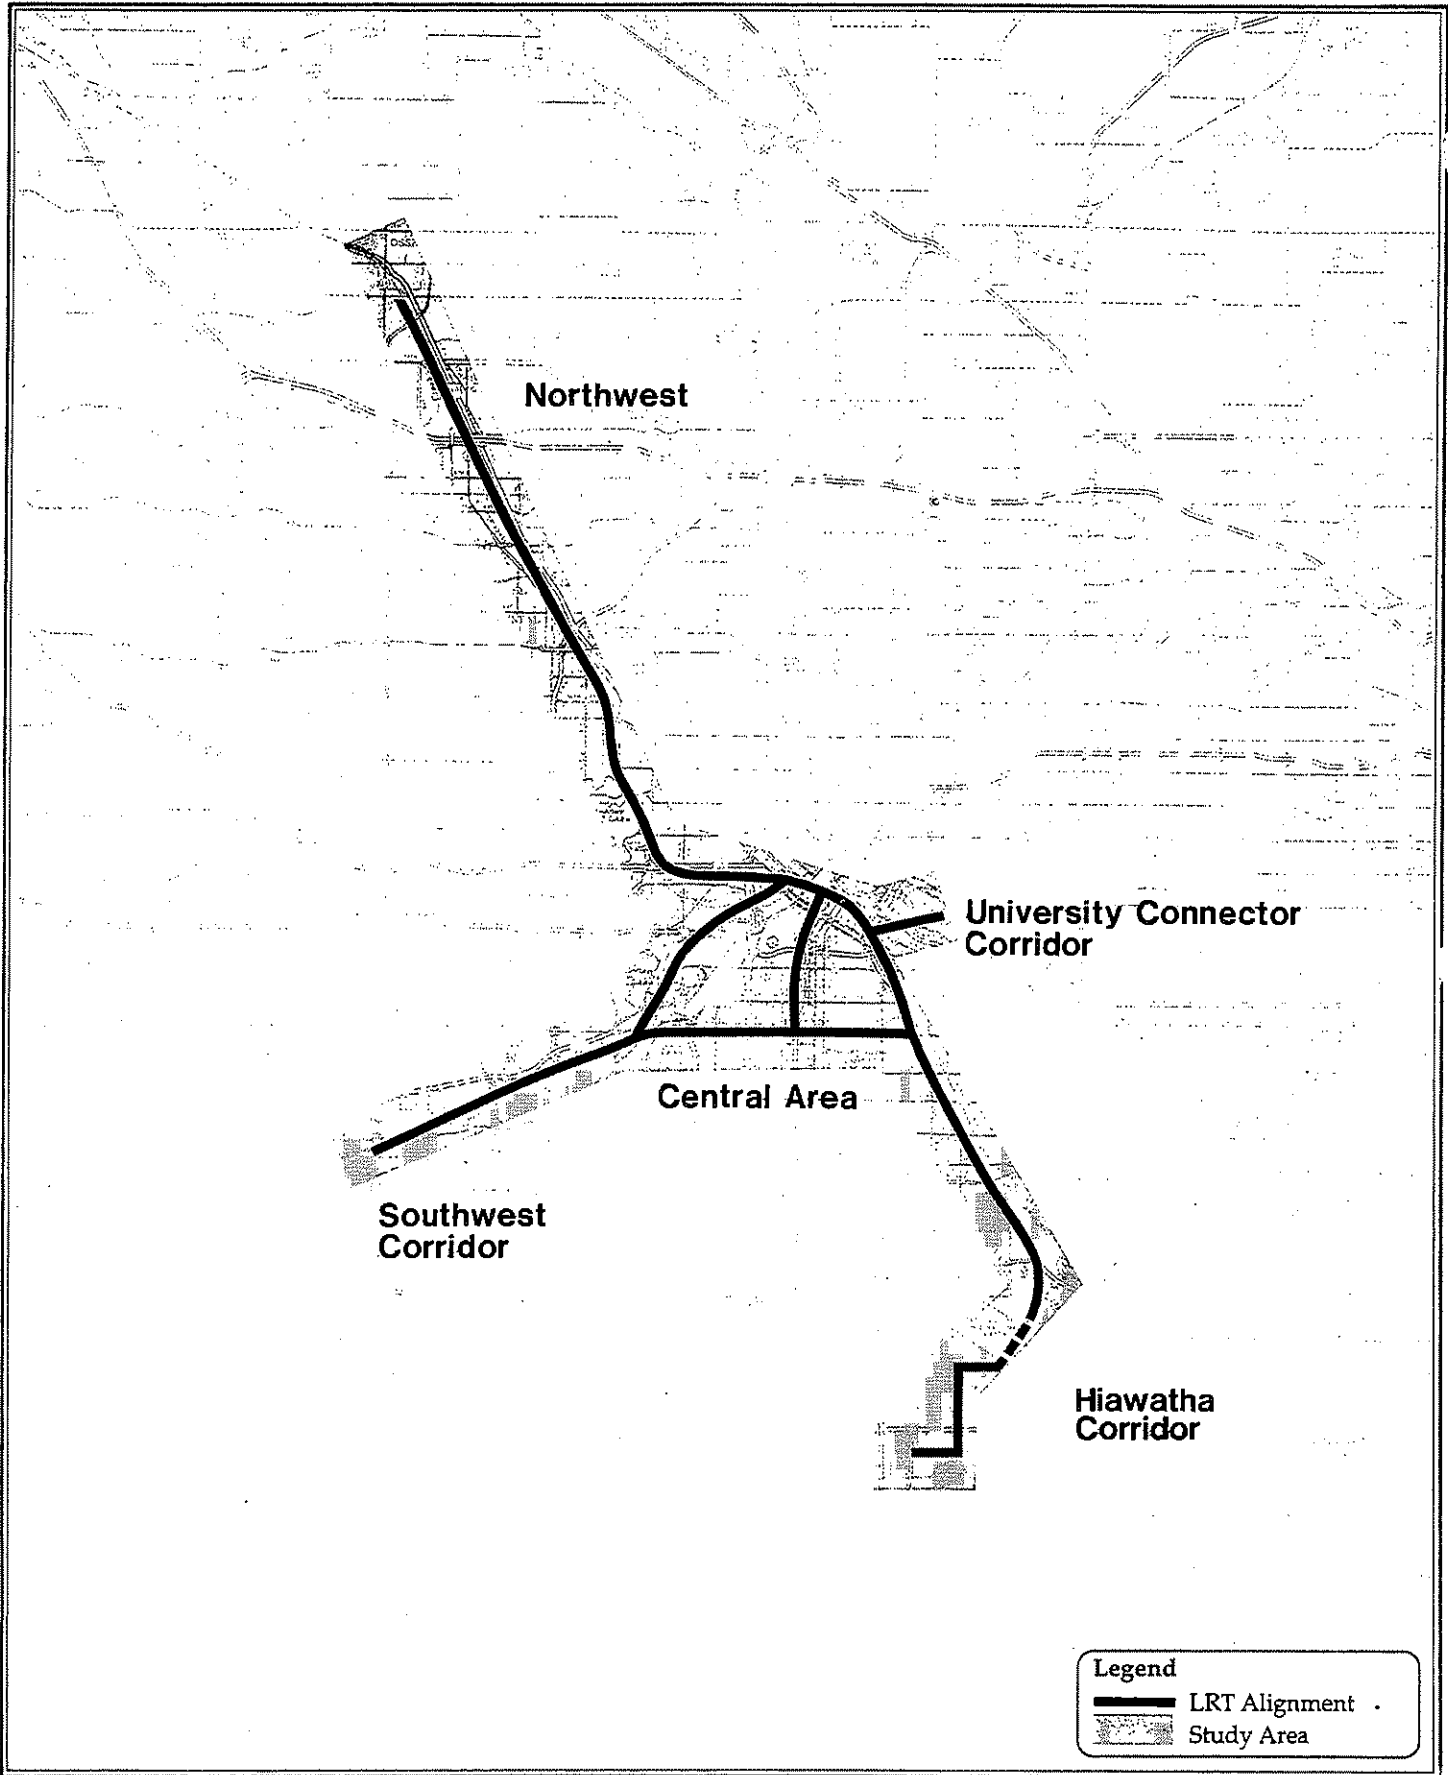 Northwest
University Connector
Corridor
Central Area
Southwest
Corridor
Hiawatha
Corridor
Legend
LRT Alignment
Study Area